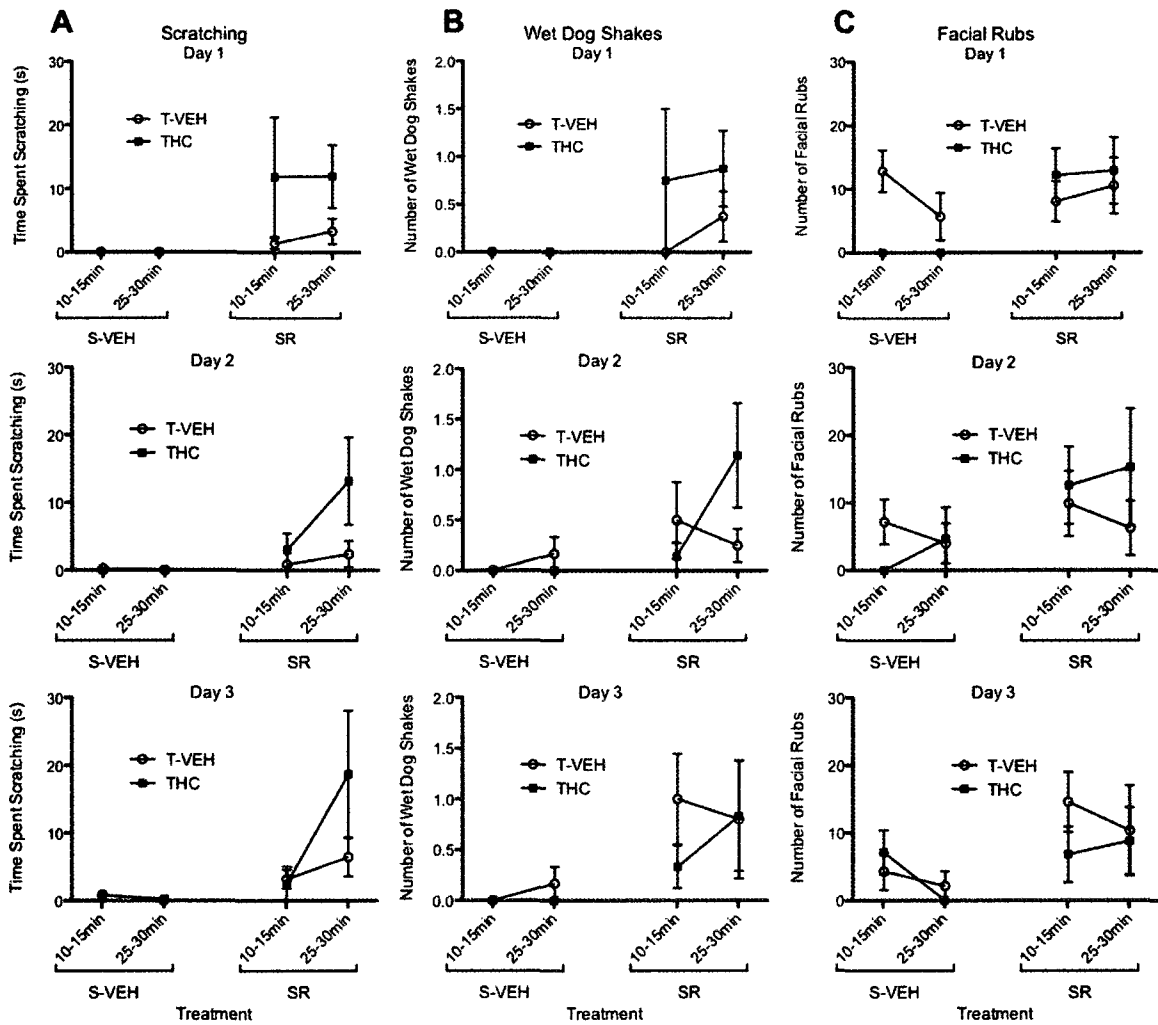 A
B
C
Scratching
Wet Dog Shakes
Facial Rubs
Day 1
Day 1
Day 1
Time Spent Scratching (s)
30
20
10
0
T-VEH
THC
10-15min
25-30min
10-15min
25-30min
S-VEH
SR
Number of Wet Dog Shakes
2.0
1.5
1.0
0.5
0.0
T-VEH
THC
10-15min
25-30min
10-15min
25-30min
S-VEH
SR
Number of Facial Rubs
30
20
10
0
T-VEH
THC
10-15min
25-30min
10-15min
25-30min
S-VEH
SR
Day 2
Time Spent Scratching (s)
30
20
10
0
T-VEH
THC
10-15min
25-30min
10-15min
25-30min
S-VEH
SR
Day 2
Number of Wet Dog Shakes
2.0
1.5
1.0
0.5
0.0
T-VEH
THC
10-15min
25-30min
10-15min
25-30min
S-VEH
SR
Day 2
Number of Facial Rubs
30
20
10
0
T-VEH
THC
10-15min
25-30min
10-15min
25-30min
S-VEH
SR
Day 3
Time Spent Scratching (s)
30
20
10
0
T-VEH
THC
10-15min
25-30min
10-15min
25-30min
S-VEH
SR
Treatment
Day 3
Number of Wet Dog Shakes
2.0
1.5
1.0
0.5
0.0
T-VEH
THC
10-15min
25-30min
10-15min
25-30min
S-VEH
SR
Treatment
Day 3
Number of Facial Rubs
30
20
10
0
T-VEH
THC
10-15min
25-30min
10-15min
25-30min
S-VEH
SR
Treatment